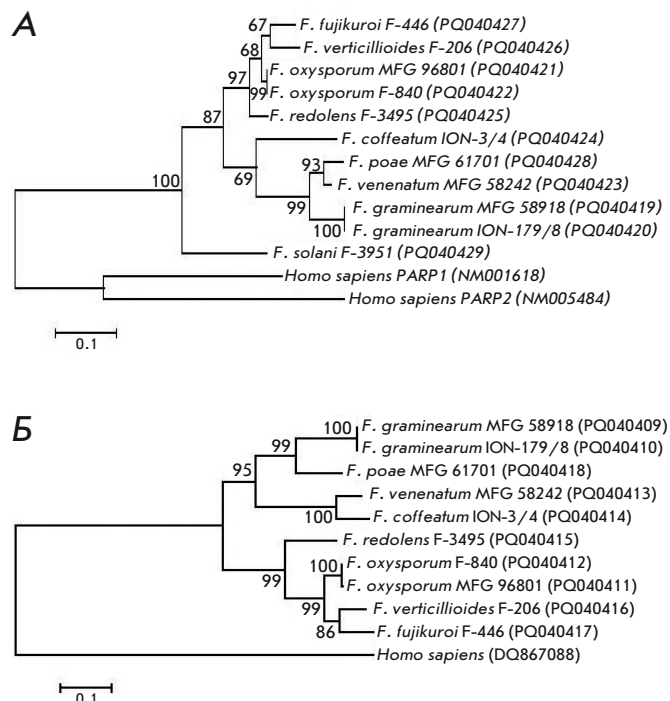 А
67
F. fujikuroi F-446 (PQ040427)
68
F. verticillioides F-206 (PQ040426)
97
F. oxysporum MFG 96801 (PQ040421)
99
F. oxysporum F-840 (PQ040422)
87
F. redolens F-3495 (PQ040425)
F. coffeatum ION-3/4 (PQ040424)
93
F. poae MFG 61701 (PQ040428)
100
69
F. venenatum MFG 58242 (PQ040423)
99
F. graminearum MFG 58918 (PQ040419)
100
F. graminearum ION-179/8 (PQ040420)
F. solani F-3951 (PQ040429)
Homo sapiens PARP1 (NM001618)
Homo sapiens PARP2 (NM005484)
0.1
Б
100
F. graminearum MFG 58918 (PQ040409)
99
F. graminearum ION-179/8 (PQ040410)
95
F. poae MFG 61701 (PQ040418)
F. venenatum MFG 58242 (PQ040413)
100
F. coffeatum ION-3/4 (PQ040414)
F. redolens F-3495 (PQ040415)
100
F. oxysporum F-840 (PQ040412)
99
F. oxysporum MFG 96801 (PQ040411)
99
F. verticillioides F-206 (PQ040416)
86
F. fujikuroi F-446 (PQ040417)
Homo sapiens (DQ867088)
0.1